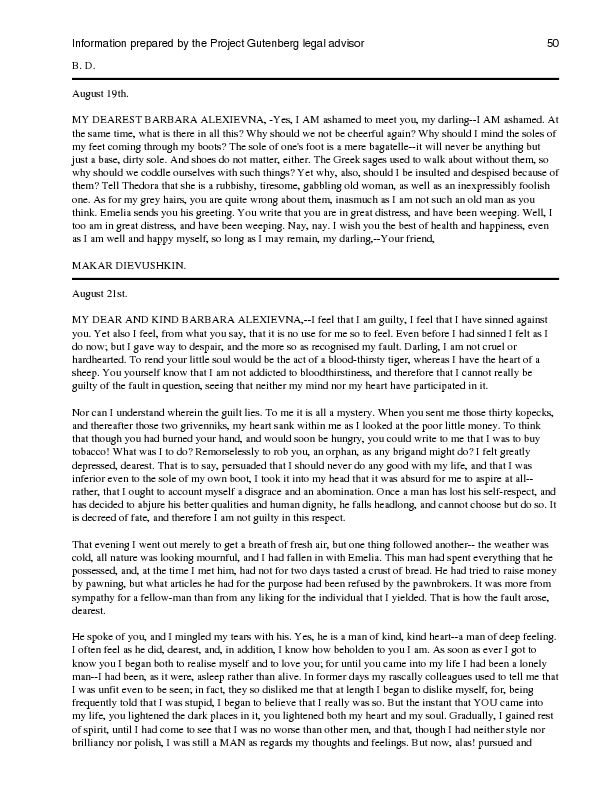 Information prepared by the Project Gutenberg legal advisor 50
B. D.
August 19th.
MY DEAREST BARBARA ALEXIEVNA, -Yes, I AM ashamed to meet you, my darling--I AM ashamed. At
the same time, what is there in all this? Why should we not be cheerful again? Why should I mind the soles of
my feet coming through my boots? The sole of one's foot is a mere bagatelle--it will never be anything but
just a base, dirty sole. And shoes do not matter, either. The Greek sages used to walk about without them, so
why should we coddle ourselves with such things? Yet why, also, should I be insulted and despised because of
them? Tell Thedora that she is a rubbishy, tiresome, gabbling old woman, as well as an inexpressibly foolish
one. As for my grey hairs, you are quite wrong about them, inasmuch as I am not such an old man as you
think. Emelia sends you his greeting. You write that you are in great distress, and have been weeping. Well, I
too am in great distress, and have been weeping. Nay, nay. I wish you the best of health and happiness, even
as I am well and happy myself, so long as I may remain, my darling,--Your friend,
MAKAR DIEVUSHKIN.
August 21st.
MY DEAR AND KIND BARBARA ALEXIEVNA,--I feel that I am guilty, I feel that I have sinned against
you. Yet also I feel, from what you say, that it is no use for me so to feel. Even before I had sinned I felt as I
do now; but I gave way to despair, and the more so as recognised my fault. Darling, I am not cruel or
hardhearted. To rend your little soul would be the act of a blood-thirsty tiger, whereas I have the heart of a
sheep. You yourself know that I am not addicted to bloodthirstiness, and therefore that I cannot really be
guilty of the fault in question, seeing that neither my mind nor my heart have participated in it.
Nor can I understand wherein the guilt lies. To me it is all a mystery. When you sent me those thirty kopecks,
and thereafter those two grivenniks, my heart sank within me as I looked at the poor little money. To think
that though you had burned your hand, and would soon be hungry, you could write to me that I was to buy
tobacco! What was I to do? Remorselessly to rob you, an orphan, as any brigand might do? I felt greatly
depressed, dearest. That is to say, persuaded that I should never do any good with my life, and that I was
inferior even to the sole of my own boot, I took it into my head that it was absurd for me to aspire at all--
rather, that I ought to account myself a disgrace and an abomination. Once a man has lost his self-respect, and
has decided to abjure his better qualities and human dignity, he falls headlong, and cannot choose but do so. It
is decreed of fate, and therefore I am not guilty in this respect.
That evening I went out merely to get a breath of fresh air, but one thing followed another-- the weather was
cold, all nature was looking mournful, and I had fallen in with Emelia. This man had spent everything that he
possessed, and, at the time I met him, had not for two days tasted a crust of bread. He had tried to raise money
by pawning, but what articles he had for the purpose had been refused by the pawnbrokers. It was more from
sympathy for a fellow-man than from any liking for the individual that I yielded. That is how the fault arose,
dearest.
He spoke of you, and I mingled my tears with his. Yes, he is a man of kind, kind heart--a man of deep feeling.
I often feel as he did, dearest, and, in addition, I know how beholden to you I am. As soon as ever I got to
know you I began both to realise myself and to love you; for until you came into my life I had been a lonely
man--I had been, as it were, asleep rather than alive. In former days my rascally colleagues used to tell me that
I was unfit even to be seen; in fact, they so disliked me that at length I began to dislike myself, for, being
frequently told that I was stupid, I began to believe that I really was so. But the instant that YOU came into
my life, you lightened the dark places in it, you lightened both my heart and my soul. Gradually, I gained rest
of spirit, until I had come to see that I was no worse than other men, and that, though I had neither style nor
brilliancy nor polish, I was still a MAN as regards my thoughts and feelings. But now, alas! pursued and